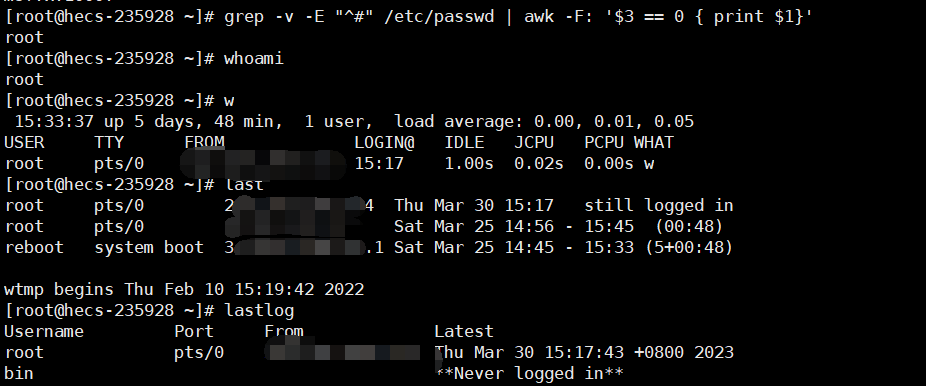 [root@hecs-235928 ~]# grep -v -E "^#" /etc/passwd | awk -F: '$3 == 0 { print $1}'
root
[root@hecs-235928 ~]# whoami
root
[root@hecs-235928 ~]# w
 15:33:37 up 5 days, 48 min,  1 user,  load average: 0.00, 0.01, 0.05
USER     TTY      FROM             LOGIN@   IDLE   JCPU   PCPU WHAT
root     pts/0                     15:17    1.00s  0.02s  0.00s w
[root@hecs-235928 ~]# last
root     pts/0        2             4  Thu Mar 30 15:17   still logged in
root     pts/0                         Sat Mar 25 14:56 - 15:45  (00:48)
reboot   system boot  3             .1 Sat Mar 25 14:45 - 15:33 (5+00:48)
wtmp begins Thu Feb 10 15:19:42 2022
[root@hecs-235928 ~]# lastlog
Username         Port     From             Latest
root             pts/0                     Thu Mar 30 15:17:43 +0800 2023
bin                                        **Never logged in**